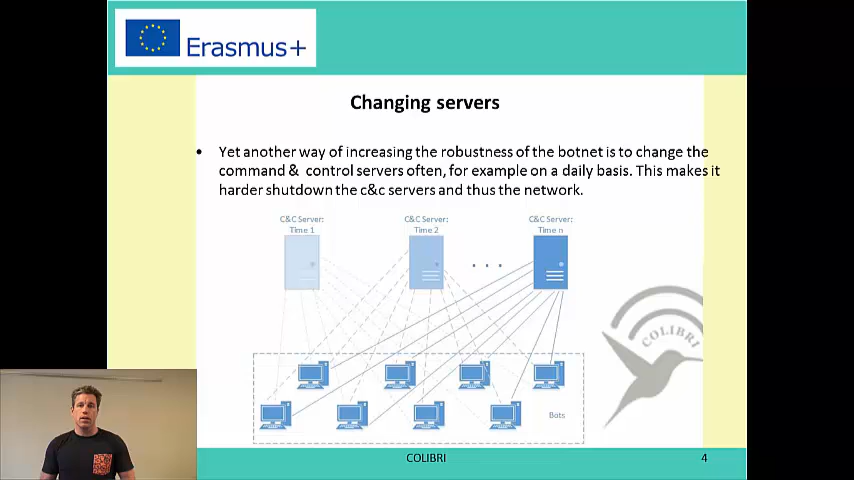 Erasmus+
Changing servers
• Yet another way of increasing the robustness of the botnet is to change the
command & control servers often, for example on a daily basis. This makes it
harder shutdown the c&c servers and thus the network.
C&C Server:
Time 1
C&C Server:
Time 2
C&C Server:
Time n
. . .
COLIBRI
Bots
COLIBRI
4